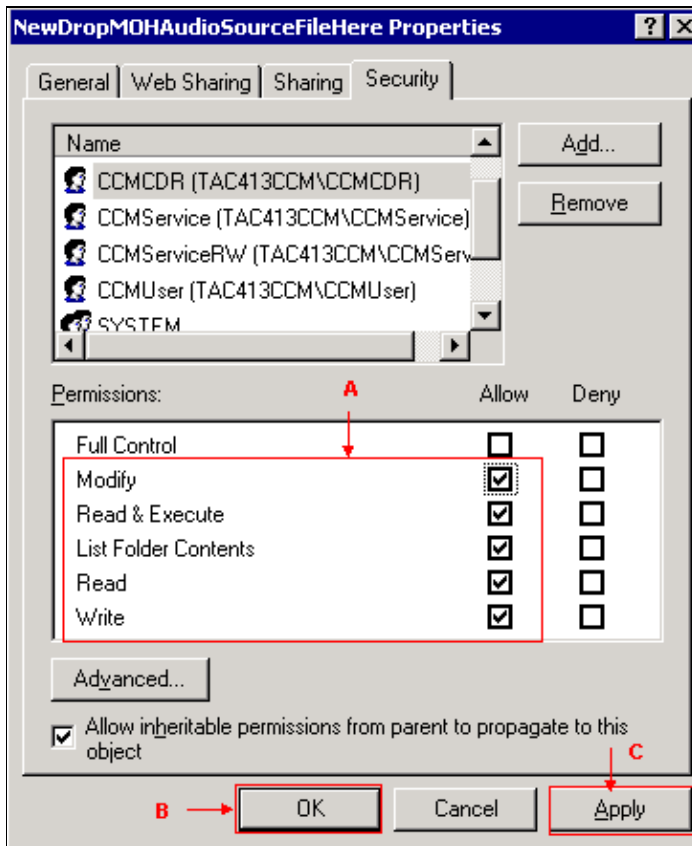 NewDropMOHAudioSourceFileHere Properties
General Web Sharing Sharing Security
Name
Add...
CCMCDR (TAC413CCM\CCMCDR)
CCMService (TAC413CCM\CCMService)
Remove
CCMServiceRW (TAC413CCM\CCMServ
CCMUser (TAC413CCM\CCMUser)
SYSTEM
Permissions: A Allow Deny
Full Control
Modify
Read & Execute
List Folder Contents
Read
Write
Advanced...
Allow inheritable permissions from parent to propagate to this
object
C
B OK Cancel Apply